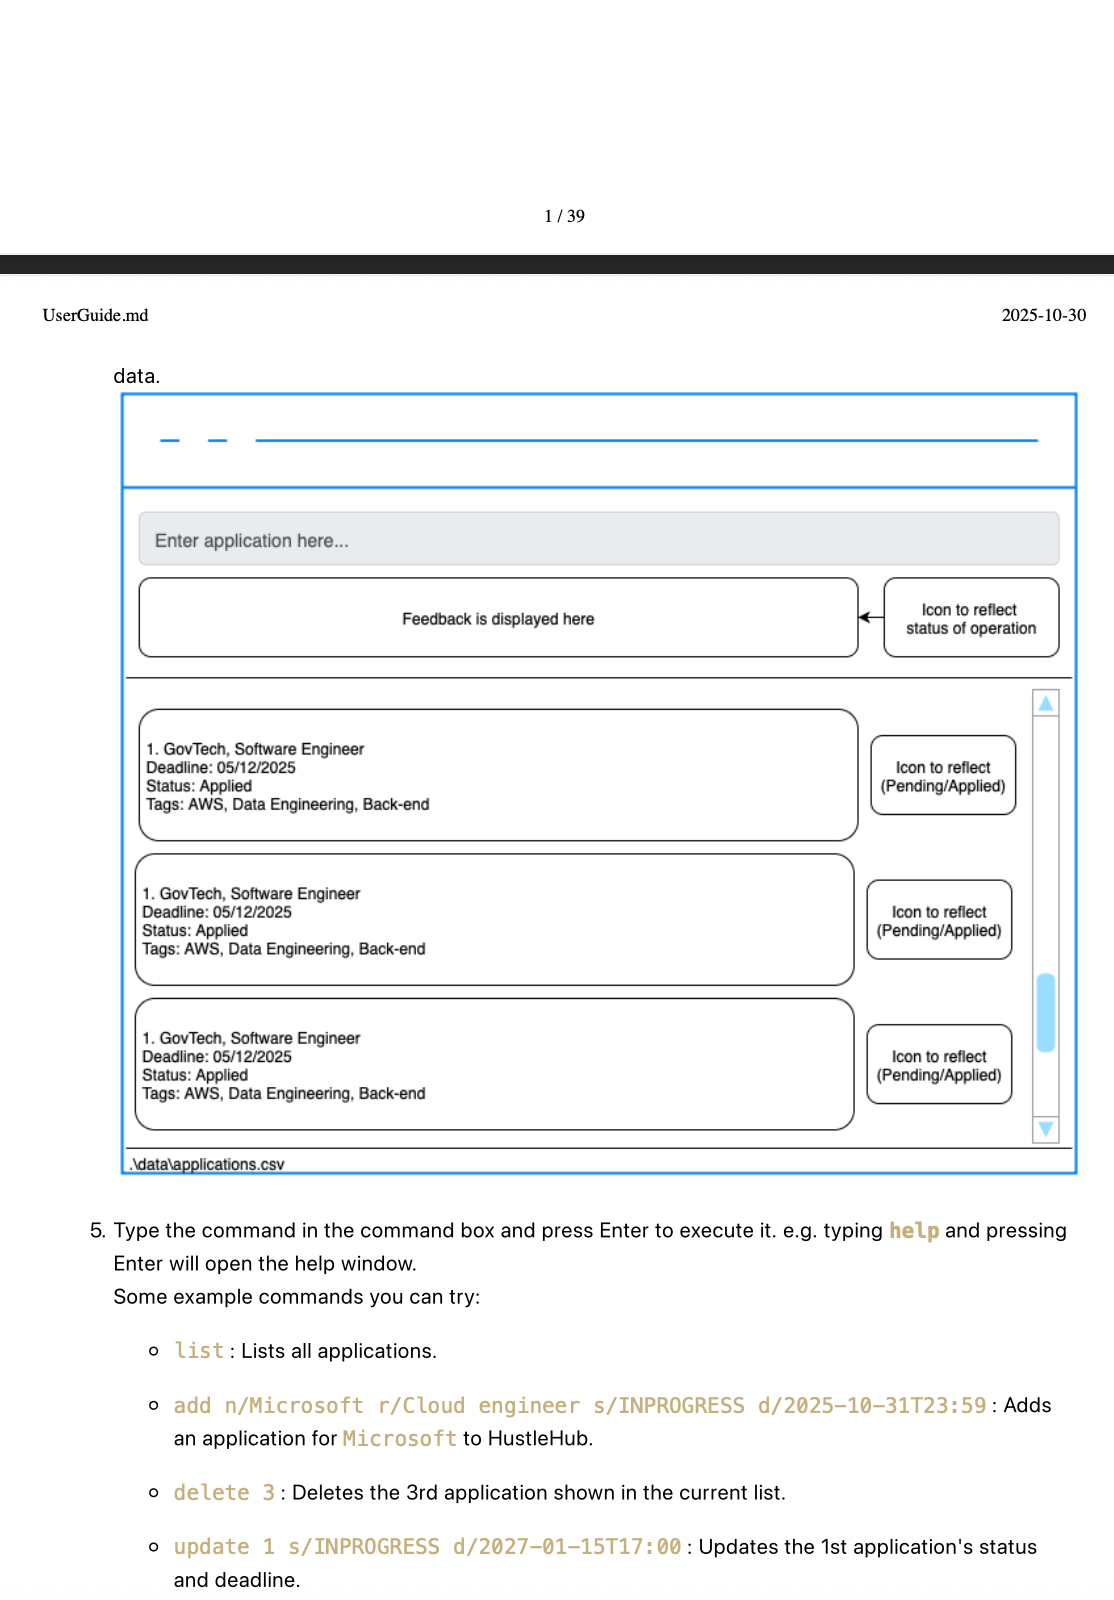 1 / 39
UserGuide.md
2025-10-30
data.
Enter application here...
Feedback is displayed here
Icon to reflect
status of operation
1. GovTech, Software Engineer
Deadline: 05/12/2025
Status: Applied
Tags: AWS, Data Engineering, Back-end
Icon to reflect
(Pending/Applied)
1. GovTech, Software Engineer
Deadline: 05/12/2025
Status: Applied
Tags: AWS, Data Engineering, Back-end
Icon to reflect
(Pending/Applied)
1. GovTech, Software Engineer
Deadline: 05/12/2025
Status: Applied
Tags: AWS, Data Engineering, Back-end
Icon to reflect
(Pending/Applied)
.\data\applications.csv
5. Type the command in the command box and press Enter to execute it. e.g. typing help and pressing
Enter will open the help window.
Some example commands you can try:
list : Lists all applications.
add n/Microsoft r/Cloud engineer s/INPROGRESS d/2025-10-31T23:59 : Adds
an application for Microsoft to HustleHub.
delete 3 : Deletes the 3rd application shown in the current list.
update 1 s/INPROGRESS d/2027-01-15T17:00 : Updates the 1st application's status
and deadline.